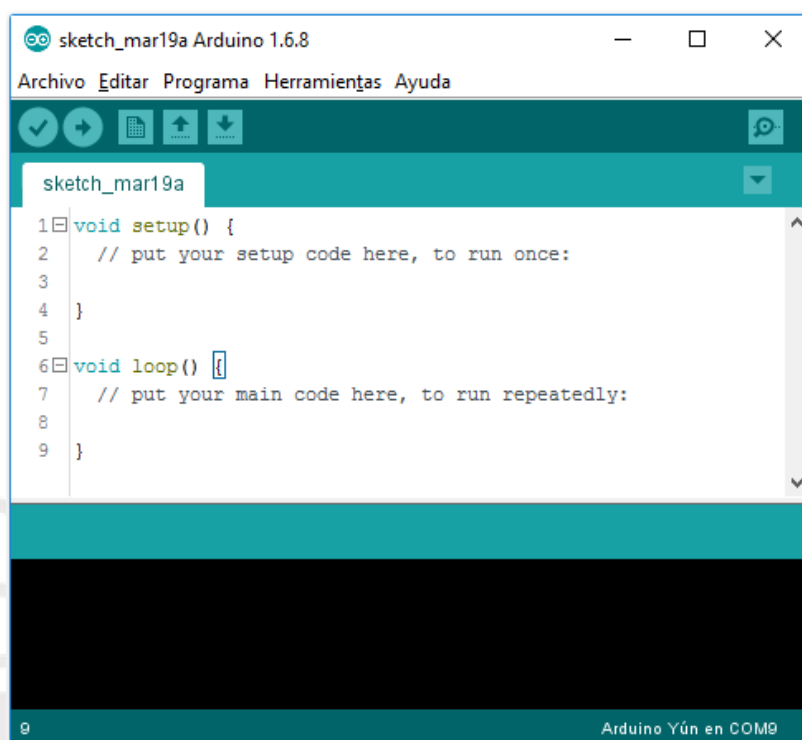 sketch_mar19a Arduino 1.6.8
Archivo Editar Programa Herramientas Ayuda
sketch_mar19a
1 void setup() {
2 // put your setup code here, to run once:
3
4 }
5
6 void loop() {
7 // put your main code here, to run repeatedly:
8
9 }
9 Arduino Yún en COM9